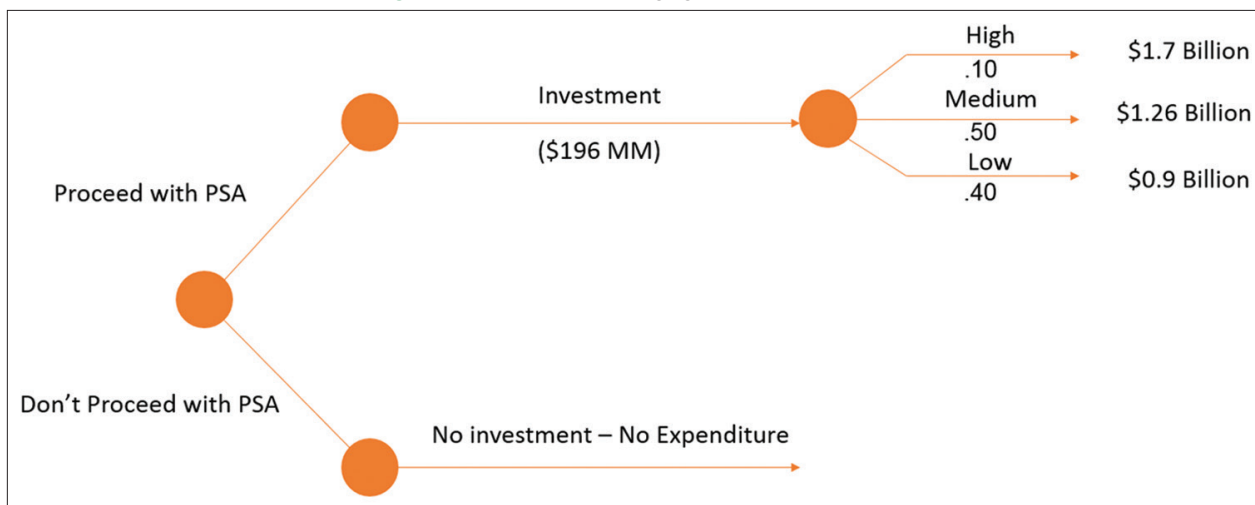 High
.10
$1.7 Billion
Investment
($196 MM)
Medium
.50
$1.26 Billion
Low
.40
$0.9 Billion
Proceed with PSA
Don’t Proceed with PSA
No investment – No Expenditure